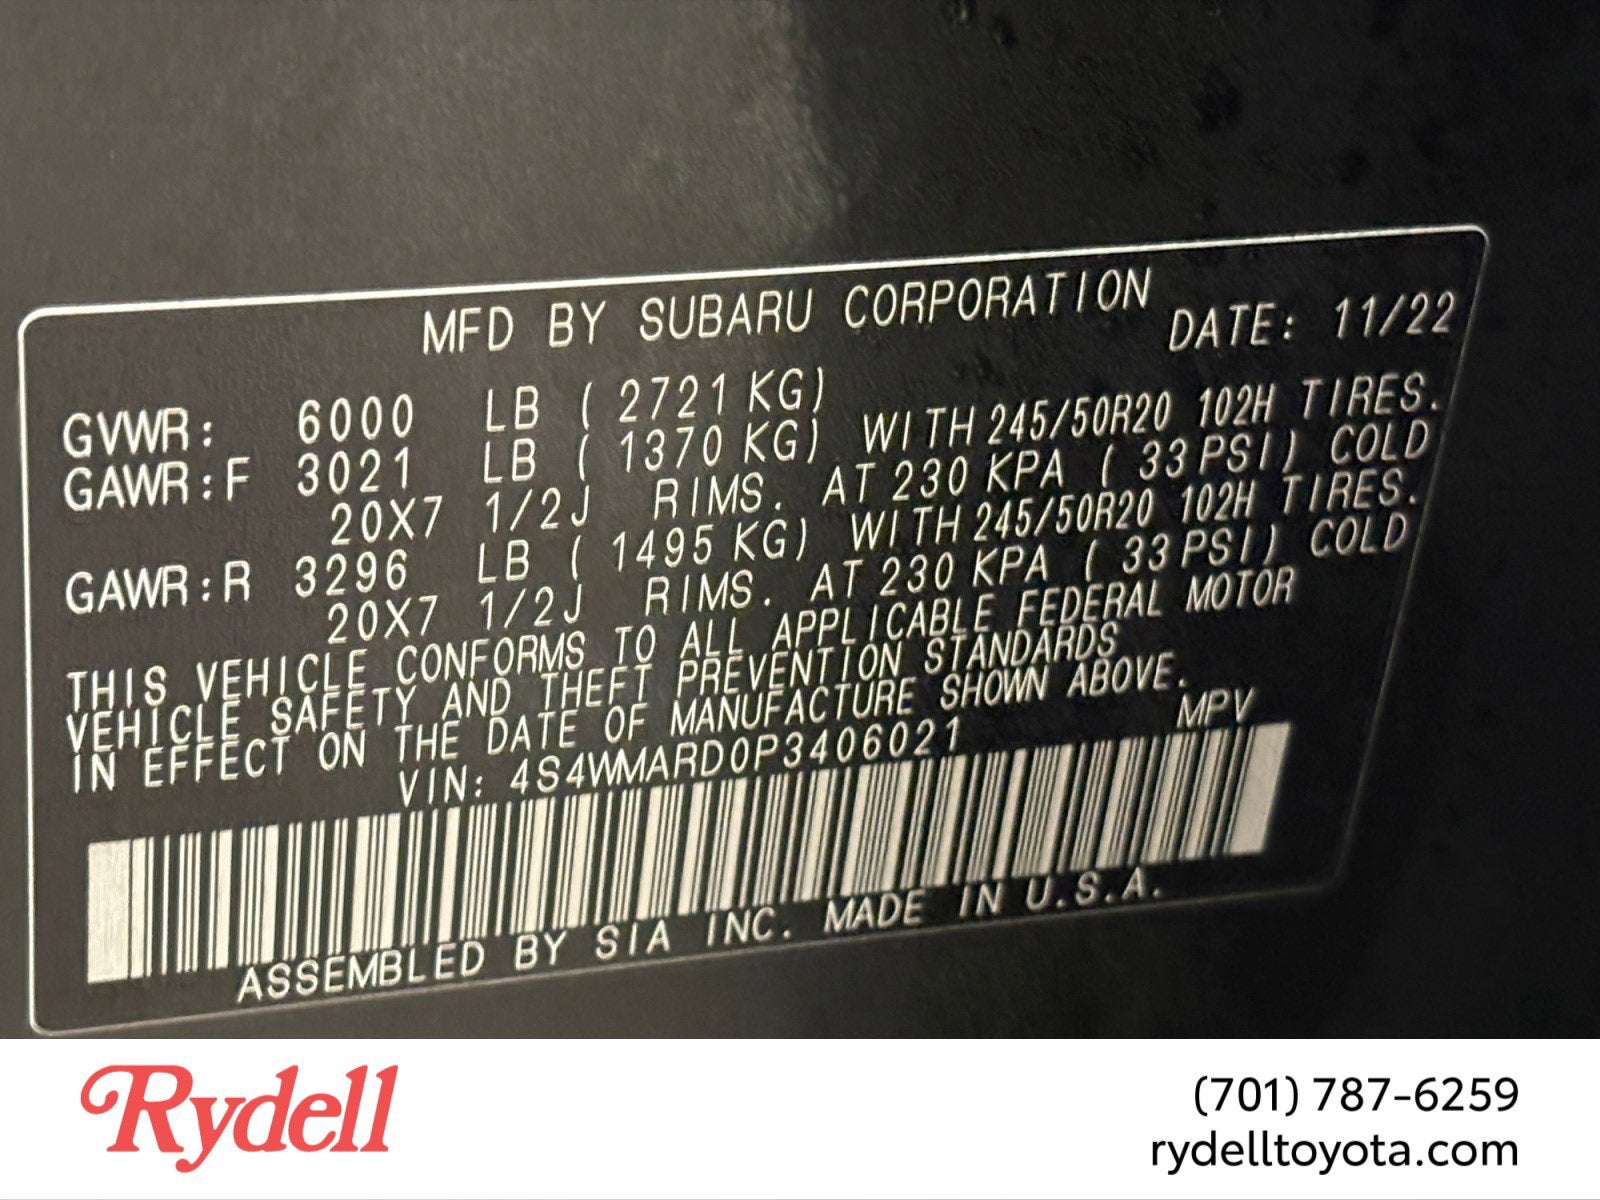 MFD BY SUBARU CORPORATION DATE: 11/22
GVWR: 6000 LB ( 2721 KG)
GAWR:F 3021 LB ( 1370 KG) WITH 245/50R20 102H TIRES.
20X7 1/2J RIMS. AT 230 KPA ( 33 PSI) COLD
GAWR:R 3296 LB ( 1495 KG) WITH 245/50R20 102H TIRES.
20X7 1/2J RIMS. AT 230 KPA ( 33 PSI) COLD
THIS VEHICLE CONFORMS TO ALL APPLICABLE FEDERAL MOTOR
VEHICLE SAFETY AND THEFT PREVENTION STANDARDS
IN EFFECT ON THE DATE OF MANUFACTURE SHOWN ABOVE.
VIN: 4S4WMARD0P3406021 MPV
ASSEMBLED BY SIA INC. MADE IN U.S.A.
Rydell
(701) 787-6259
rydelltoyota.com